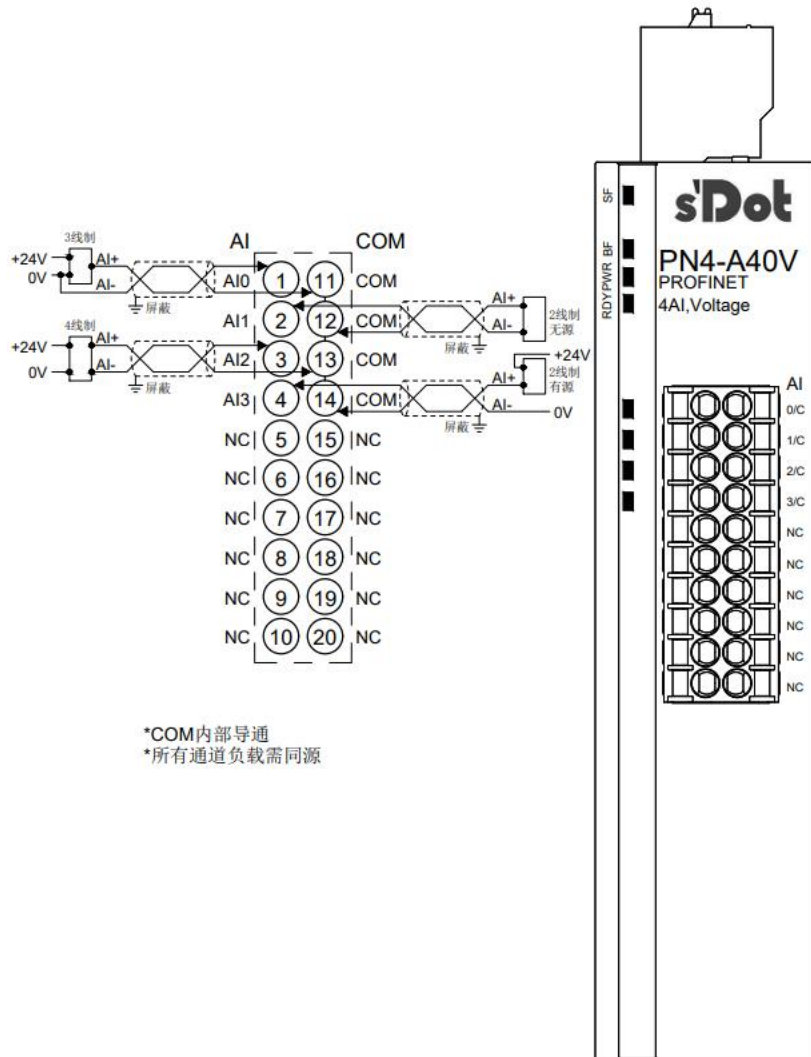 AI COM
3线制
+24V
0V
AI+
AI-
屏蔽
AI0 1 11 COM
AI1 2 12 COM
AI+
AI-
屏蔽
2线制
无源
4线制
+24V
0V
AI+
AI-
屏蔽
AI2 3 13 COM
AI3 4 14 COM
+24V
AI+
AI-
0V
屏蔽
2线制
有源
NC 5 15 NC
NC 6 16 NC
NC 7 17 NC
NC 8 18 NC
NC 9 19 NC
NC 10 20 NC
*COM内部导通
*所有通道负载需同源
SF
BF
PWR
RDY
s'Dot
PN4-A40V
PROFINET
4AI,Voltage
AI
0/C
1/C
2/C
3/C
NC
NC
NC
NC
NC
NC